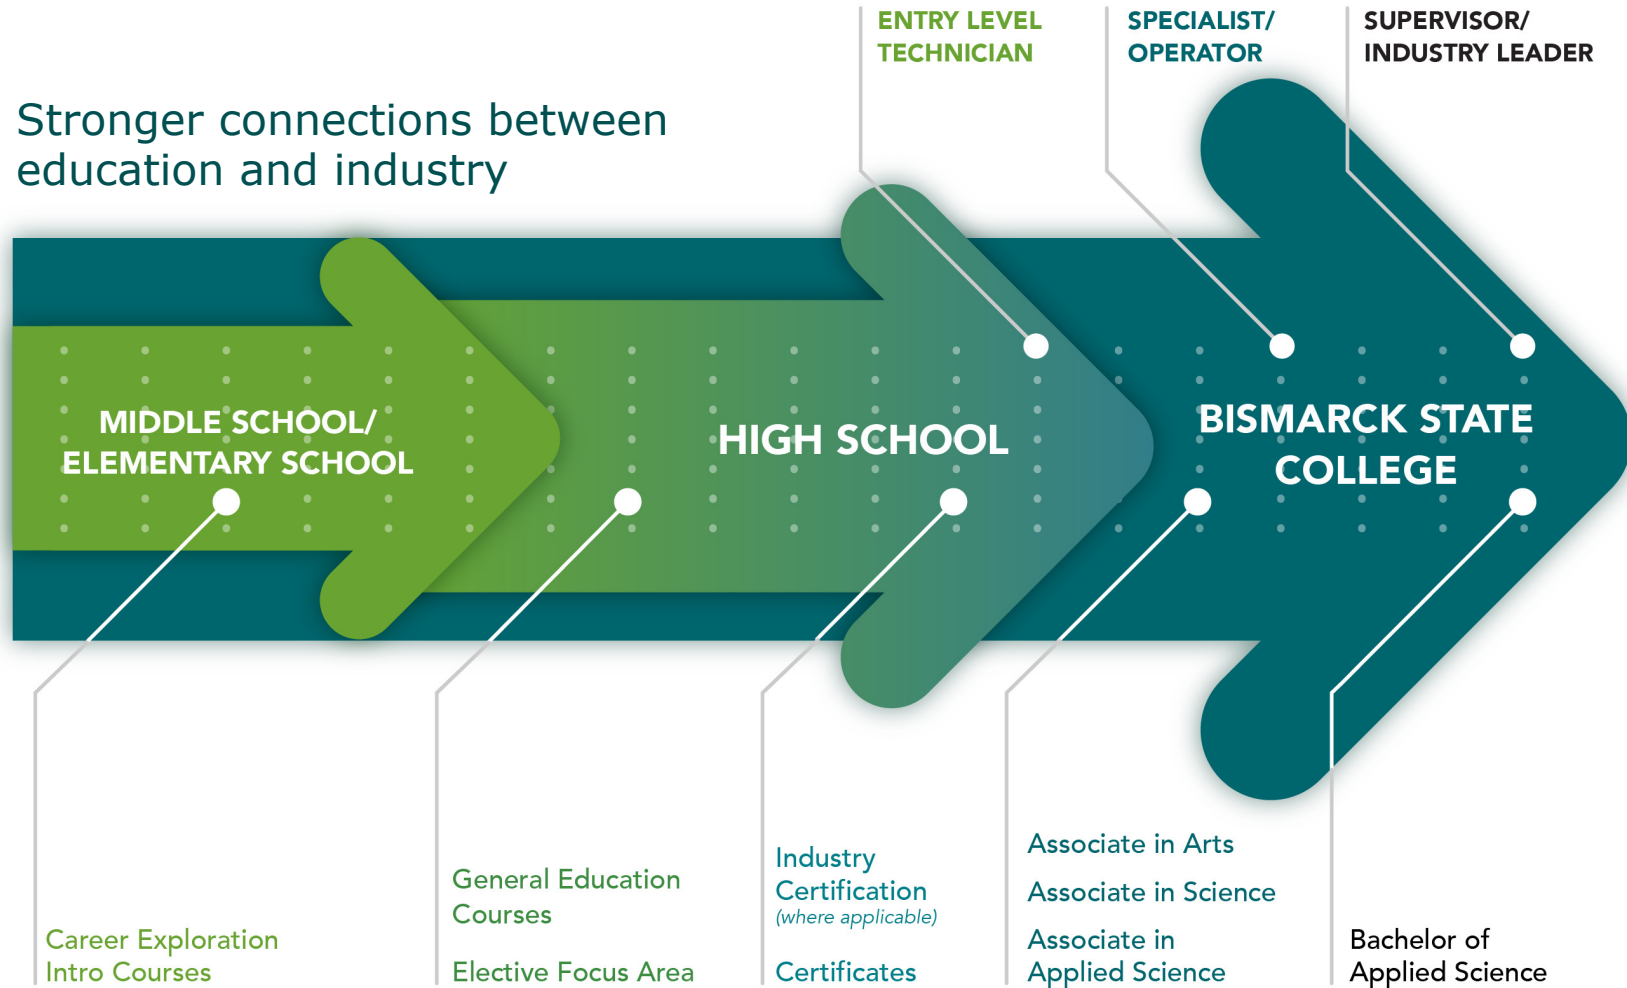 ENTRY LEVEL
TECHNICIAN
SPECIALIST/
OPERATOR
SUPERVISOR/
INDUSTRY LEADER
Stronger connections between
education and industry
MIDDLE SCHOOL/
ELEMENTARY SCHOOL
HIGH SCHOOL
BISMARCK STATE
COLLEGE
Career Exploration
Intro Courses
General Education
Courses
Elective Focus Area
Industry
Certification
(where applicable)
Certificates
Associate in Arts
Associate in Science
Associate in
Applied Science
Bachelor of
Applied Science